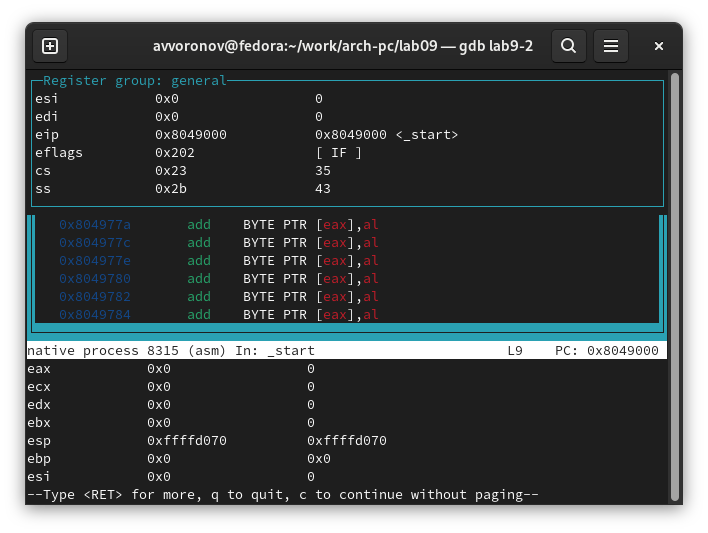 avvoronov@fedora:~/work/arch-pc/lab09 — gdb lab9-2
Register group: general
esi 0x0 0
edi 0x0 0
eip 0x8049000 0x8049000 <_start>
eflags 0x202 [ IF ]
cs 0x23 35
ss 0x2b 43
0x804977a add BYTE PTR [eax],al
0x804977c add BYTE PTR [eax],al
0x804977e add BYTE PTR [eax],al
0x8049780 add BYTE PTR [eax],al
0x8049782 add BYTE PTR [eax],al
0x8049784 add BYTE PTR [eax],al
native process 8315 (asm) In: _start L9 PC: 0x8049000
eax 0x0 0
ecx 0x0 0
edx 0x0 0
ebx 0x0 0
esp 0xffffd070 0xffffd070
ebp 0x0 0x0
esi 0x0 0
--Type <RET> for more, q to quit, c to continue without paging--